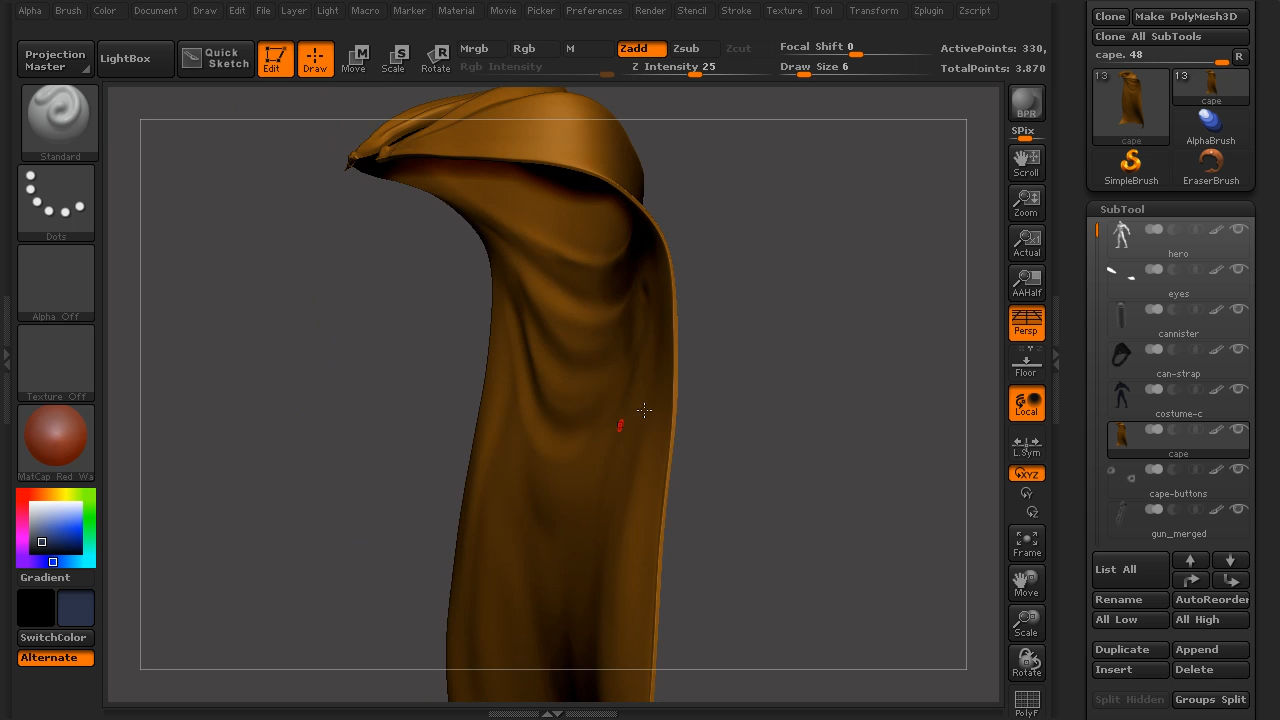 Alpha Brush Color Document Draw Edit File Layer Light Macro Marker Material Movie Picker Preferences Render Stencil Stroke Texture Tool Transform Zplugin Zscript
Projection
Master
LightBox
Quick
Sketch
Edit
Draw
Move
Scale
Rotate
Mrgb Rgb M
Rgb Intensity
Zadd Zsub Zcut
Z Intensity 25
Focal Shift 0
Draw Size 6
ActivePoints: 330,
TotalPoints: 3.870
Standard
Dots
Alpha Off
Texture Off
MatCap Red Wa
Gradient
SwitchColor
Alternate
BPR
SPix
Scroll
Zoom
Actual
AAHalf
Persp
Floor
Local
L.Sym
XYZ
Y
Z
Frame
Move
Scale
Rotate
PolyF
Clone Make PolyMesh3D
Clone All SubTools
cape. 48 R
13
cape
13
cape
AlphaBrush
SimpleBrush EraserBrush
SubTool
hero
eyes
cannister
can-strap
costume-c
cape
cape-buttons
gun_merged
List All
Rename AutoReorder
All Low All High
Duplicate Append
Insert Delete
Split Hidden Groups Split